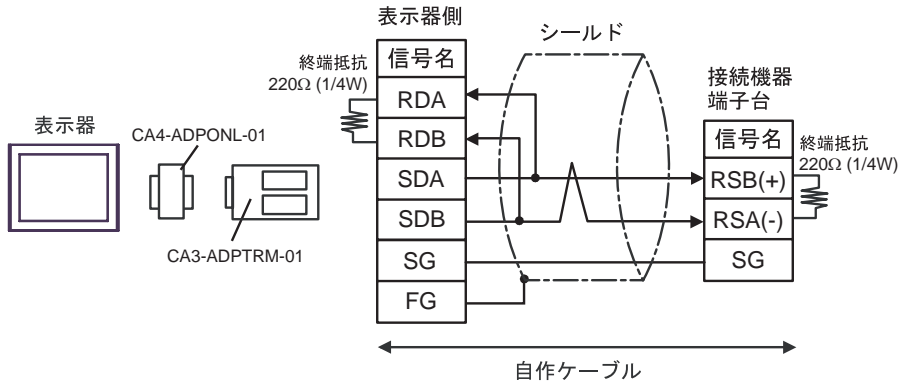 表示器側
シールド
終端抵抗
220Ω (1/4W)
信号名
RDA
RDB
SDA
SDB
SG
FG
接続機器
端子台
信号名
RSB(+)
RSA(-)
SG
終端抵抗
220Ω (1/4W)
表示器
CA4-ADPONL-01
CA3-ADPTRM-01
自作ケーブル